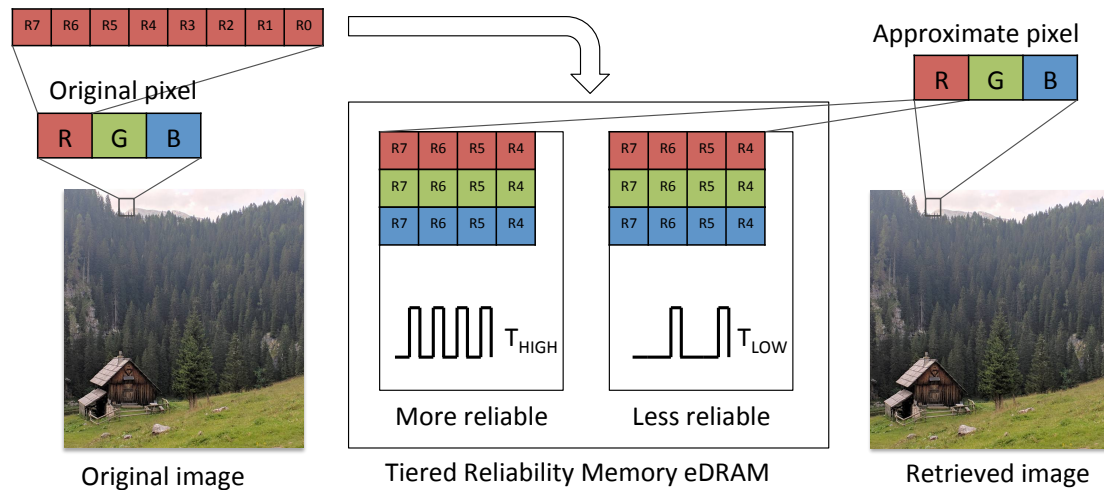 R7 R6 R5 R4 R3 R2 R1 R0
Original pixel
R G B
Original image
R7 R6 R5 R4
R7 R6 R5 R4
R7 R6 R5 R4
T HIGH
More reliable
R7 R6 R5 R4
R7 R6 R5 R4
R7 R6 R5 R4
T LOW
Less reliable
Tiered Reliability Memory eDRAM
Approximate pixel
R G B
Retrieved image